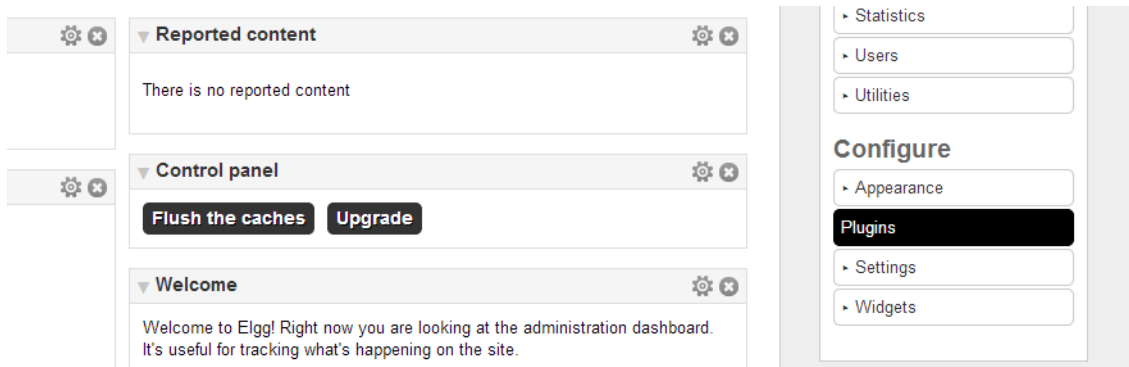 Reported content
There is no reported content
Control panel
Flush the caches
Upgrade
Welcome
Welcome to Elgg! Right now you are looking at the administration dashboard.
It's useful for tracking what's happening on the site.
Statistics
Users
Utilities
Configure
Appearance
Plugins
Settings
Widgets